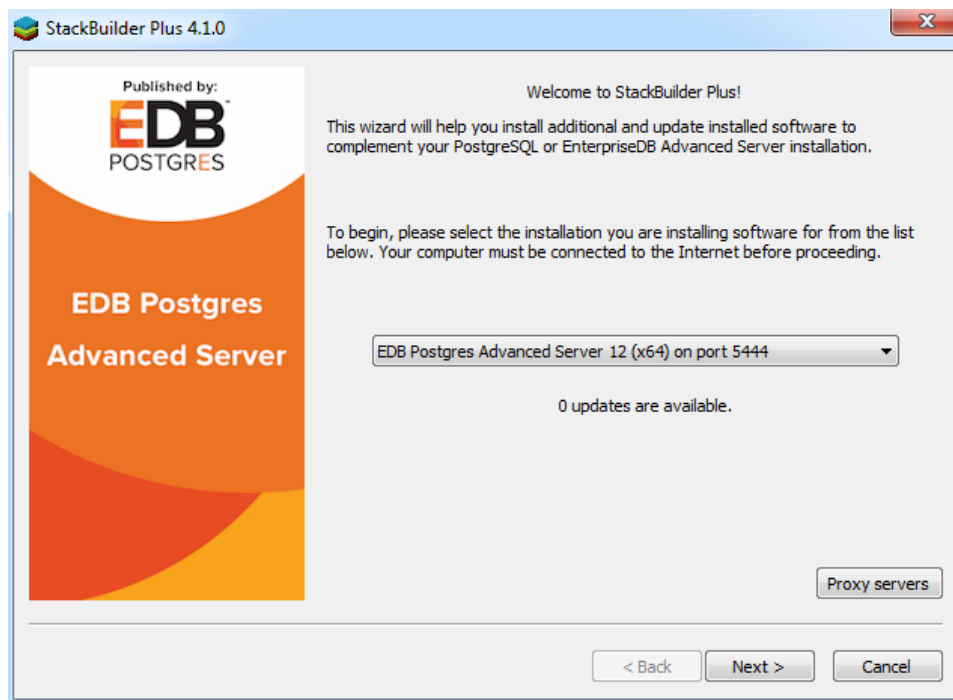 StackBuilder Plus 4.1.0
Published by:
EDB™
POSTGRES
EDB Postgres
Advanced Server
Welcome to StackBuilder Plus!
This wizard will help you install additional and update installed software to
complement your PostgreSQL or EnterpriseDB Advanced Server installation.
To begin, please select the installation you are installing software for from the list
below. Your computer must be connected to the Internet before proceeding.
EDB Postgres Advanced Server 12 (x64) on port 5444
0 updates are available.
Proxy servers
< Back
Next >
Cancel